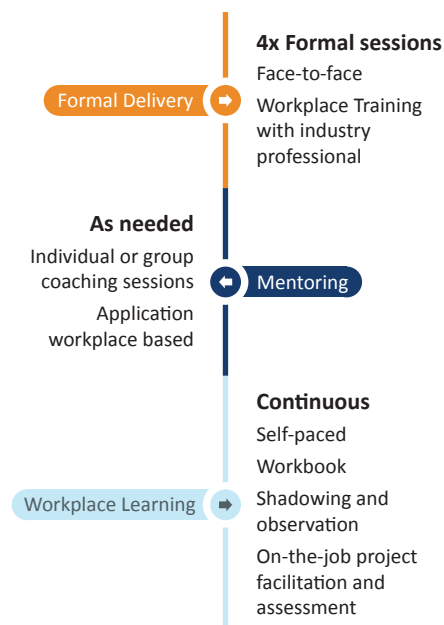 Formal Delivery
4x Formal sessions
Face-to-face
Workplace Training
with industry
professional
Mentoring
As needed
Individual or group
coaching sessions
Application
workplace based
Workplace Learning
Continuous
Self-paced
Workbook
Shadowing and
observation
On-the-job project
facilitation and
assessment